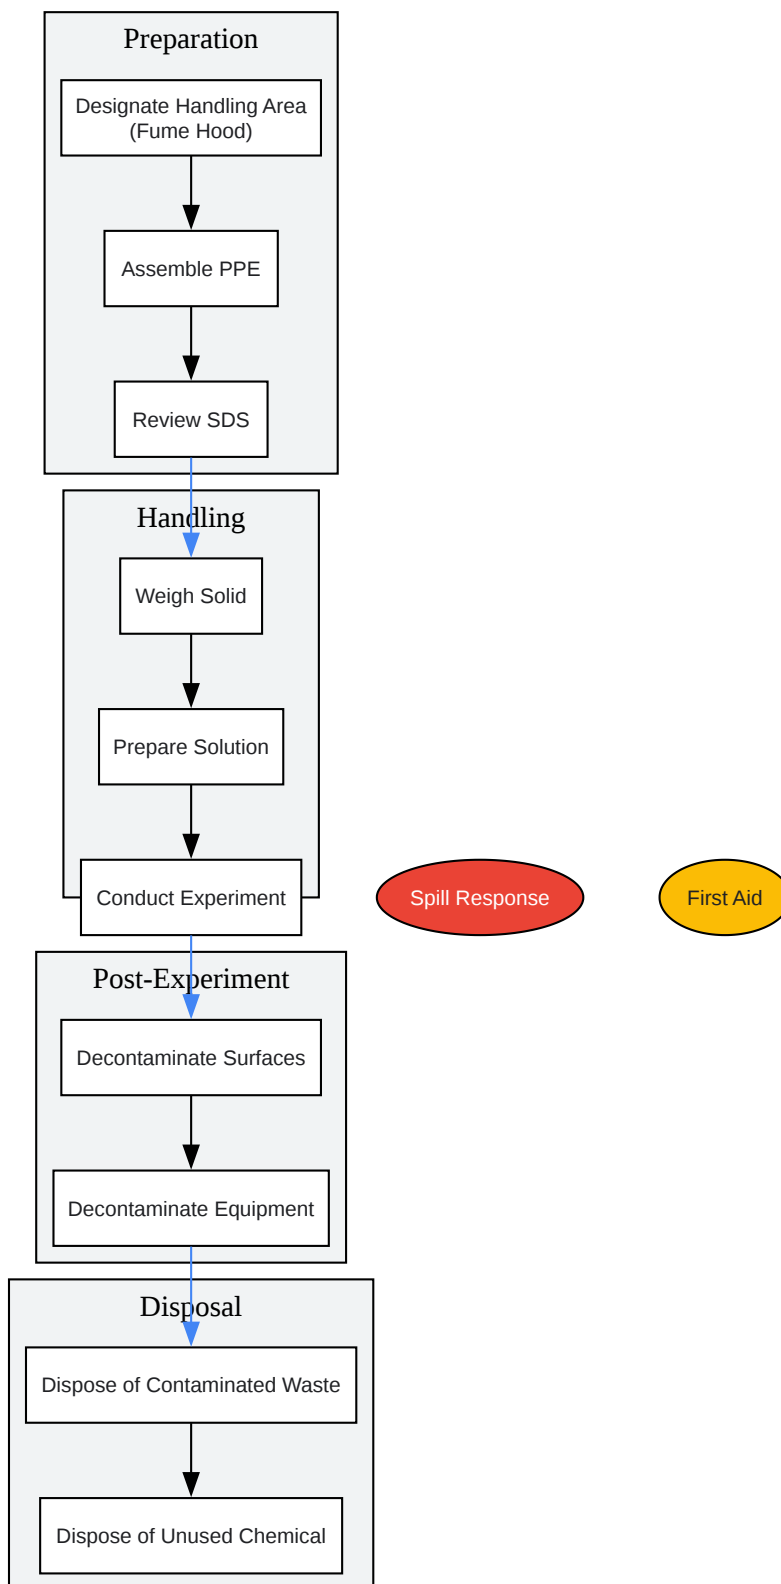 Preparation
Designate Handling Area
(Fume Hood)
Assemble PPE
Review SDS
Handling
Weigh Solid
Prepare Solution
Conduct Experiment
Spill Response
First Aid
Post-Experiment
Decontaminate Surfaces
Decontaminate Equipment
Disposal
Dispose of Contaminated Waste
Dispose of Unused Chemical